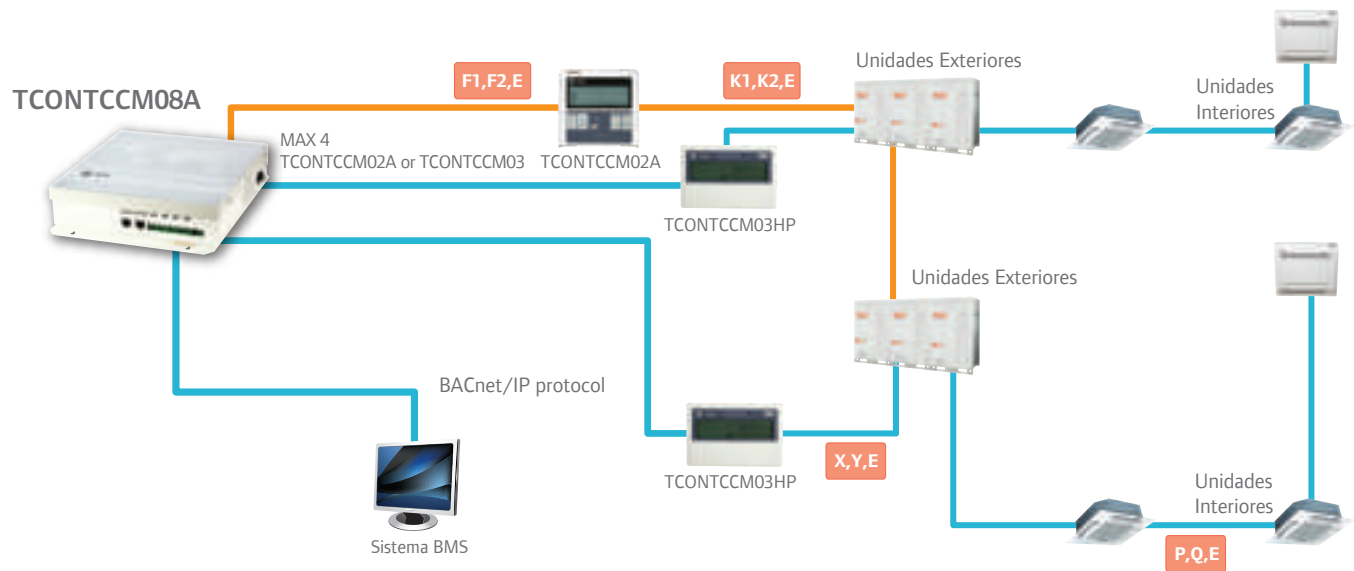 Unidades Exteriores
F1,F2,E
K1,K2,E
Unidades
Interiores
TCONTCCM08A
MAX 4
TCONTCCM02A or TCONTCCM03
TCONTCCM02A
TCONTCCM03HP
Unidades Exteriores
BACnet/IP protocol
X,Y,E
TCONTCCM03HP
Unidades
Interiores
Sistema BMS
P,Q,E